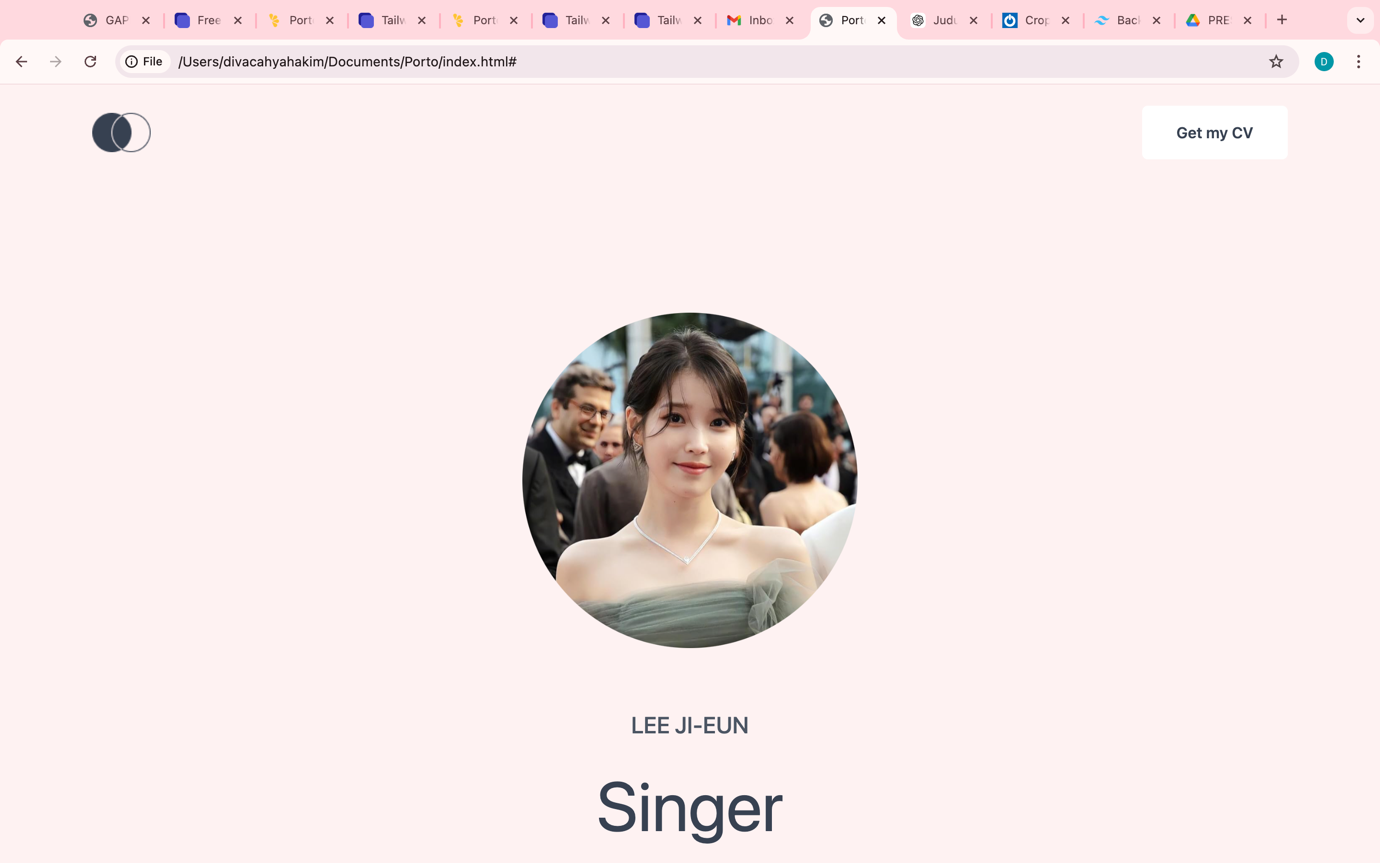 GAP
Free
Port
Tailw
Port
Tailw
Tailw
Inbo
Port
Judu
Crop
Back
PRE
File
/Users/divacahyahakim/Documents/Porto/index.html#
D
Get my CV
LEE JI-EUN
Singer